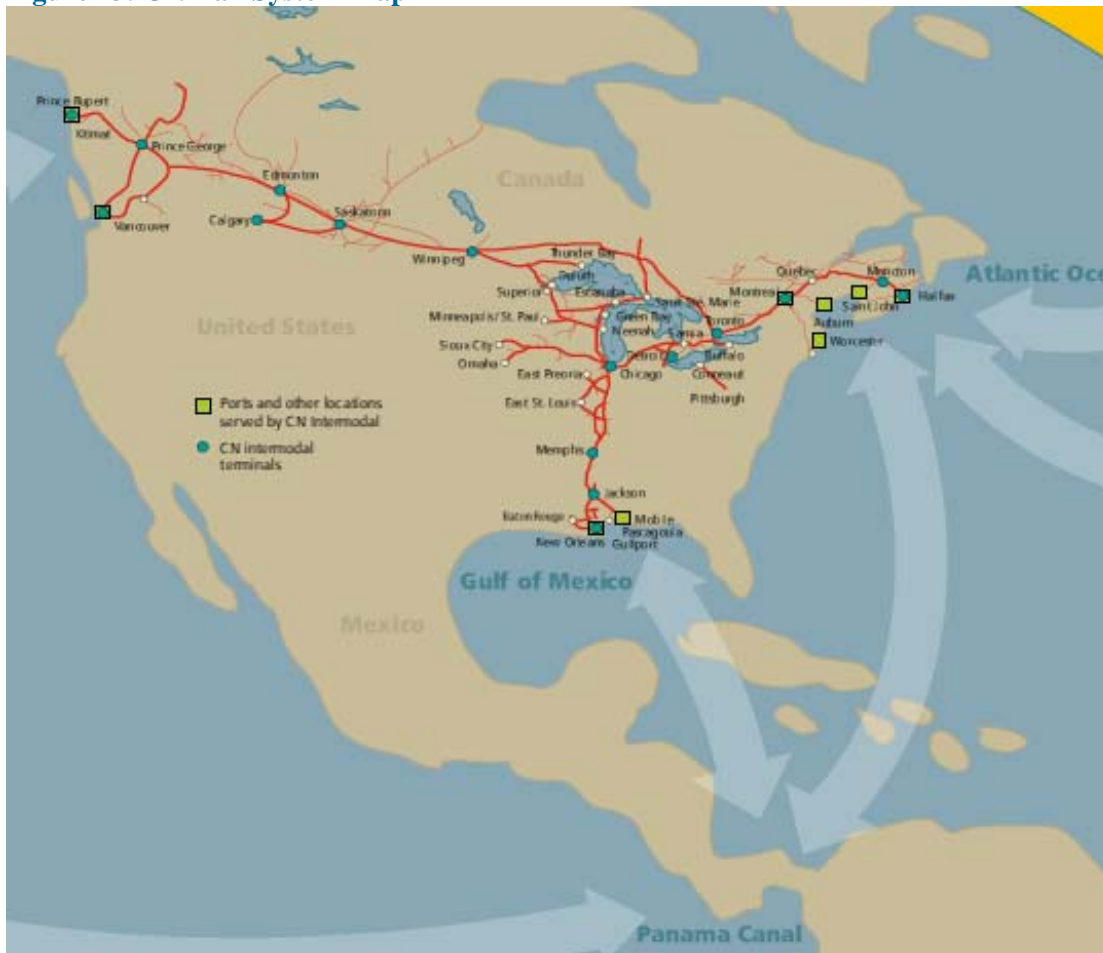 Prince Rupert
Kitimat
Prince George
Edmonton
Canada
Calgary
Saskatoon
Vancouver
Winnipeg
Thunder Bay
Duluth
Superior
Escanaba
Sault Ste. Marie
Quebec
Moncton
Atlantic Oce
Montreal
Halifax
Saint John
Auburn
Worcester
United States
Minneapolis/St. Paul
Green Bay
Neenah
Sarnia
Toronto
Sioux City
Omaha
Detroit
Buffalo
East Preoria
Chicago
Conneaut
Pittsburgh
East St. Louis
Ports and other locations
served by CN Intermodal
CN intermodal
terminals
Memphis
Jackson
Baton Rouge
Mobile
Pascagoula
New Orleans
Gulfport
Gulf of Mexico
Mexico
Panama Canal